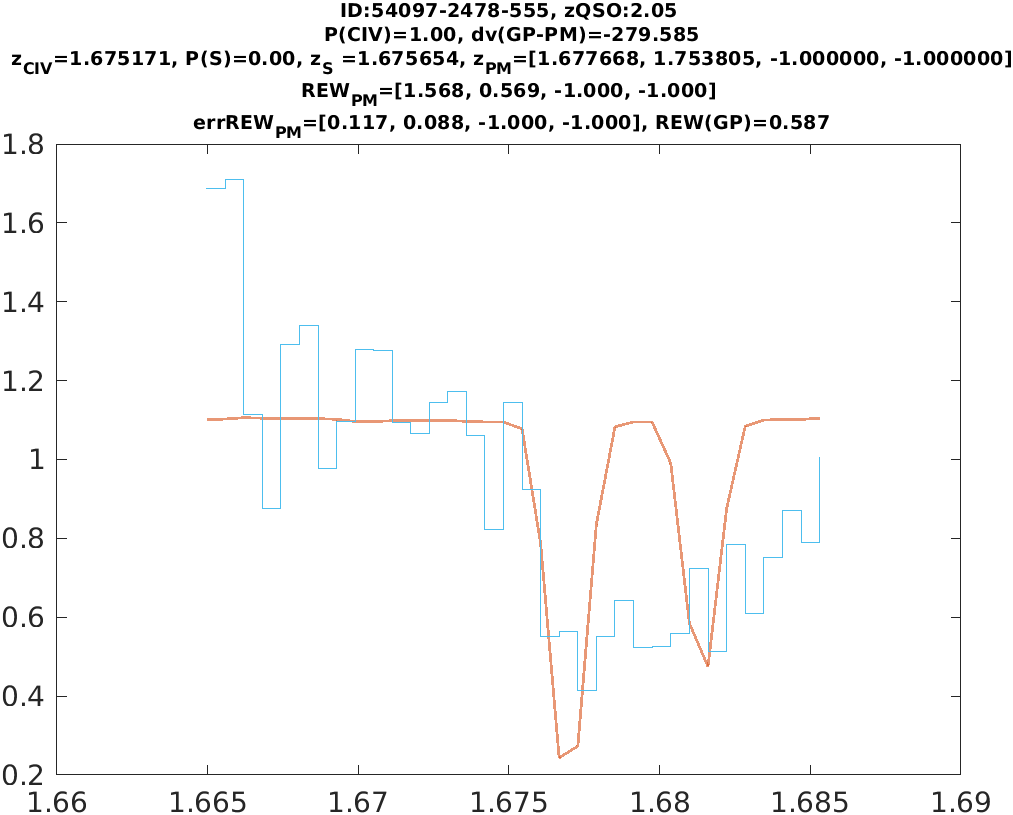 ID:54097-2478-555, zQSO:2.05
P(CIV)=1.00, dv(GP-PM)=-279.585
zCIV=1.675171, P(S)=0.00, zS =1.675654, zPM=[1.677668, 1.753805, -1.000000, -1.000000]
REWPM=[1.568, 0.569, -1.000, -1.000]
errREWPM=[0.117, 0.088, -1.000, -1.000], REW(GP)=0.587
1.8
1.6
1.4
1.2
1
0.8
0.6
0.4
0.2
1.66 1.665 1.67 1.675 1.68 1.685 1.69